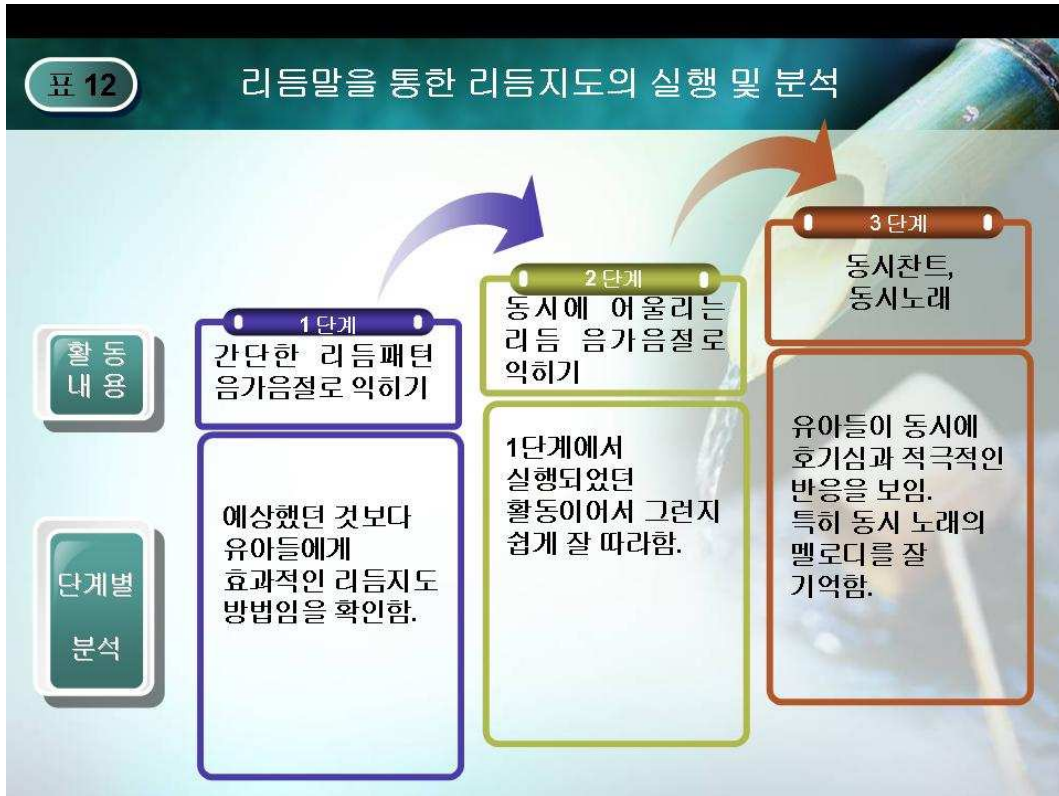 표 12
리듬말을 통한 리듬지도의 실행 및 분석
활 동
내 용
1 단계
간단한 리듬패턴
음가음절로 익히기
2 단계
동시에 어울리는
리듬 음가음절로
익히기
3 단계
동시찬트,
동시노래
단계별
분석
예상했던 것보다
유아들에게
효과적인 리듬지도
방법임을 확인함.
1단계에서
실행되었던
활동이어서 그런지
쉽게 잘 따라함.
유아들이 동시에
호기심과 적극적인
반응을 보임.
특히 동시 노래의
멜로디를 잘
기억함.